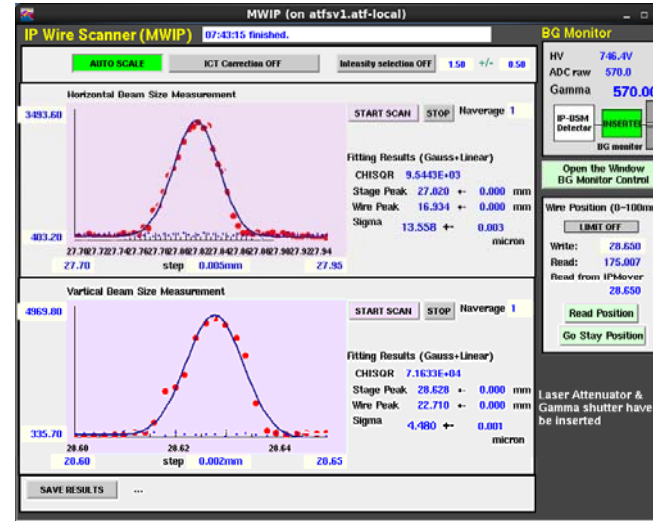 MWIP (on atfsv1.atf-local)
IP Wire Scanner (MWIP) 07:43:15 finished.
AUTO SCALE ICT Correction OFF Intensity selection OFF 1.50 +/- 0.50
Horizontal Beam Size Measurement
3493.60
START SCAN STOP Naverage 1
Fitting Results (Gauss+Linear)
CHISQR 9.5443E+03
Stage Peak 27.820 +- 0.000 mm
Wire Peak 16.934 +- 0.000 mm
Sigma 13.558 +- 0.003
micron
403.20
27.70 step 0.005mm 27.95
Vartical Beam Size Measurement
4969.80
START SCAN STOP Naverage 1
Fitting Results (Gauss+Linear)
CHISQR 7.1633E+04
Stage Peak 28.628 +- 0.000 mm
Wire Peak 22.710 +- 0.000 mm
Sigma 4.480 +- 0.001
micron
335.70
28.60 28.62 28.64
28.60 step 0.002mm 28.65
SAVE RESULTS ...
BG Monitor
HV 746.4V
ADC raw 570.0
Gamma 570.00
IP-BSM
Detector
INSERTE
BG monitor
Open the Window
BG Monitor Control
Wire Position (0~100m
LIMIT OFF
Write: 28.650
Read: 175.007
Read from IPMover
28.650
Read Position
Go Stay Position
Laser Attenuator &
Gamma shutter have
be inserted